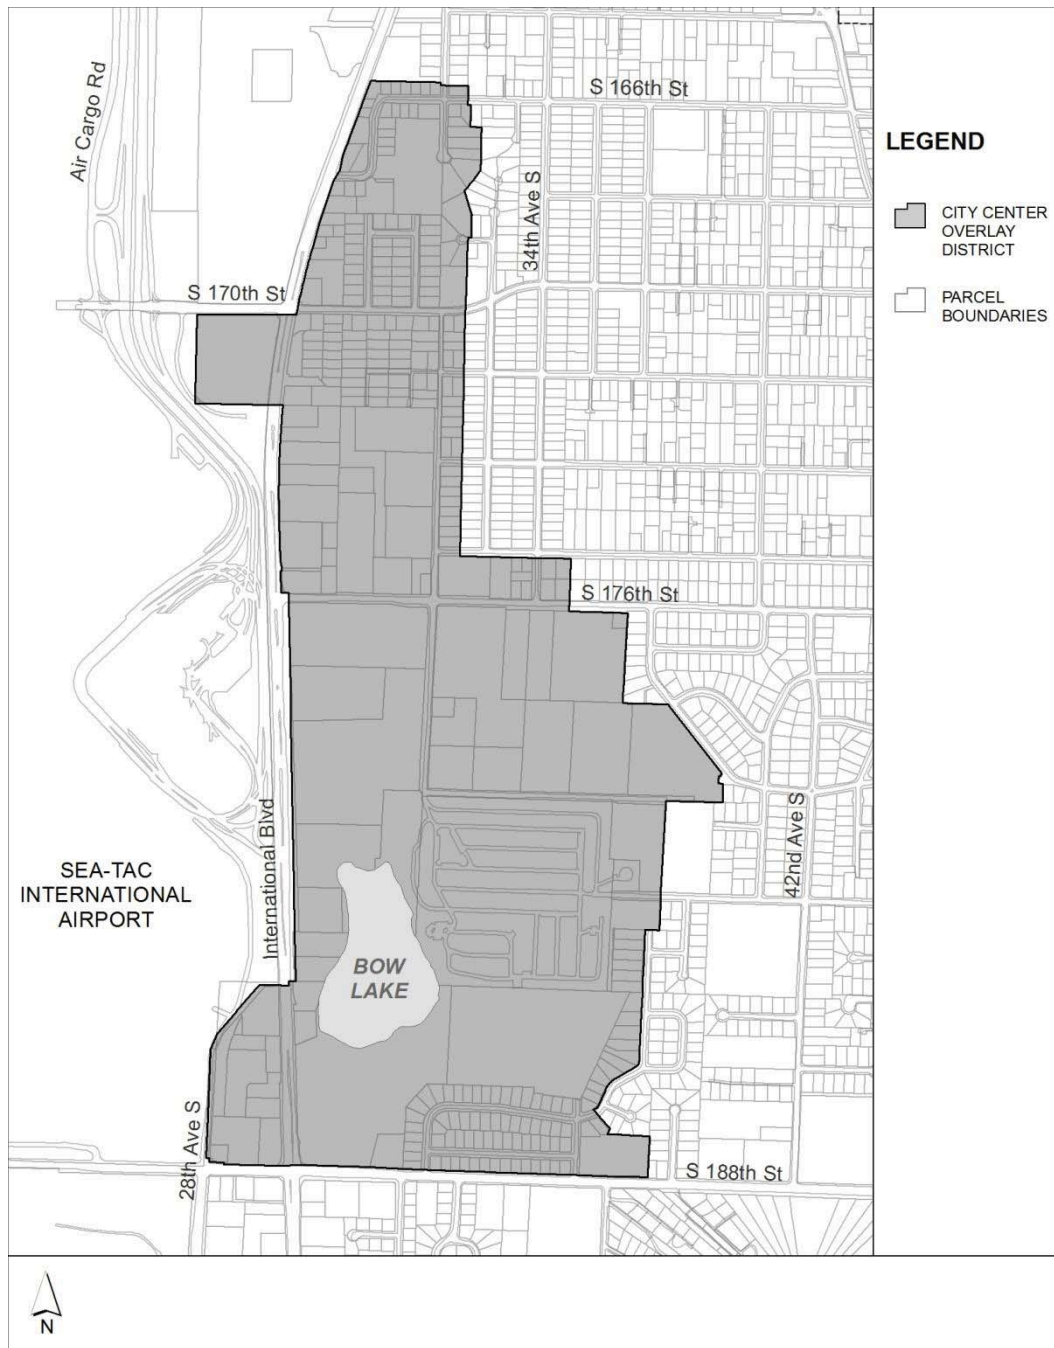 S 166th St
Air Cargo Rd
LEGEND
34th Ave S
CITY CENTER
OVERLAY
DISTRICT
S 170th St
PARCEL
BOUNDARIES
S 176th St
International Blvd
42nd Ave S
SEA-TAC
INTERNATIONAL
AIRPORT
BOW
LAKE
28th Ave S
S 188th St
N